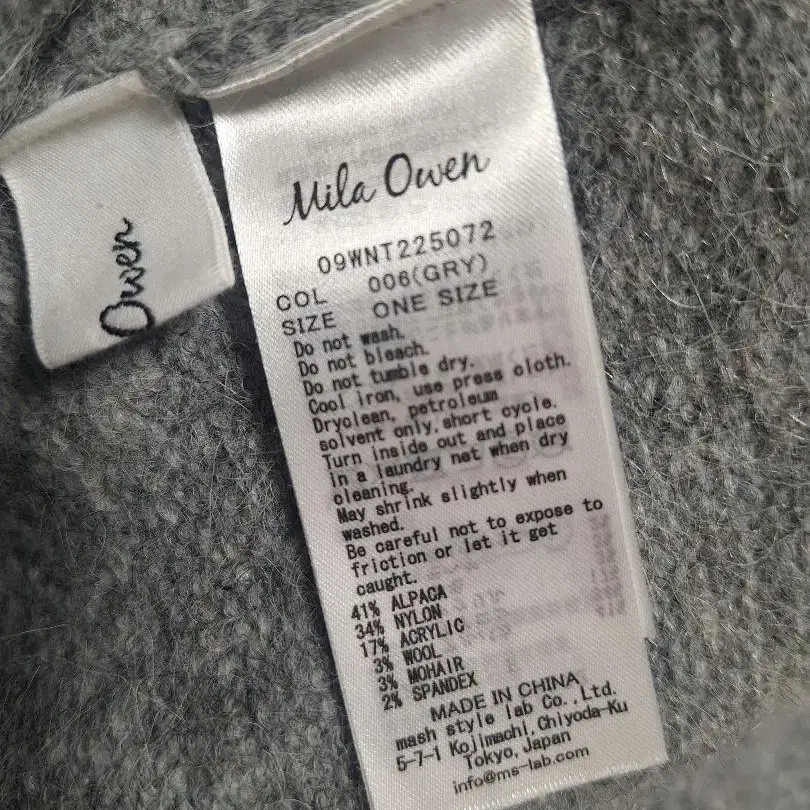 Owen
Mila Owen
09WNT225072
COL 006(GRY)
SIZE ONE SIZE
Do not wash.
Do not bleach.
Do not tumble dry.
Cool iron, use press cloth.
Dryclean, petroleum
solvent only,short cycle.
Turn inside out and place
in a laundry net when dry
cleaning.
May shrink slightly when
washed.
Be careful not to expose to
friction or let it get
caught.
41% ALPACA
34% NYLON
17% ACRYLIC
3% WOOL
3% MOHAIR
2% SPANDEX
MADE IN CHINA
mash style lab Co.,Ltd.
5-7-1 Kojimachi,Chiyoda-Ku
Tokyo,Japan
info@ms-lab.com